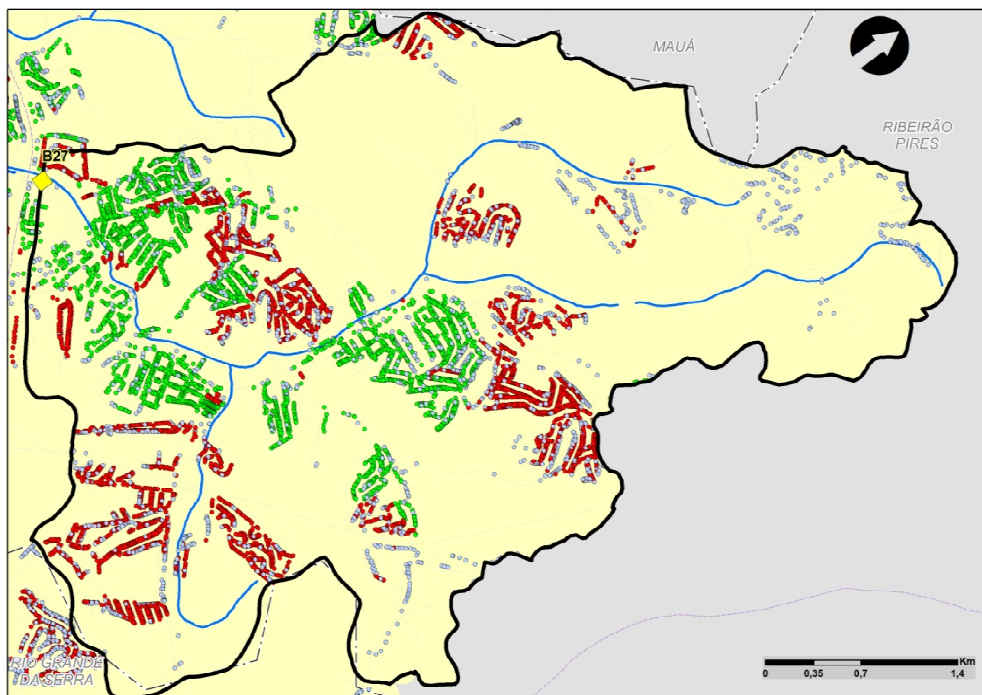 MAUÁ
RIBEIRÃO
PIRES
B27
RIO GRANDE
DA SERRA
Km
0 0,35 0,7 1,4